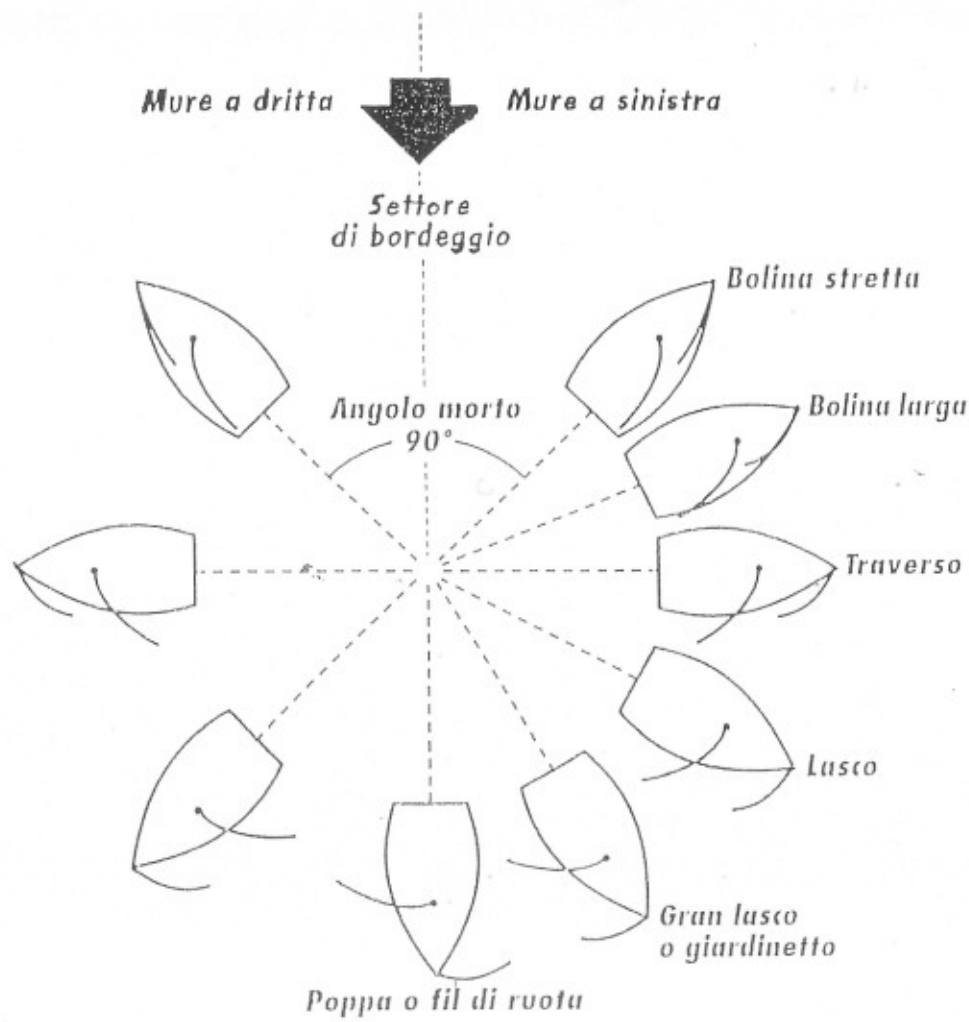 Mure a dritta
Mure a sinistra
Settore
di bordeggio
Bolina stretta
Angolo morto
90°
Bolina larga
Traverso
Lasco
Gran lasco
o giardinetto
Poppa o fil di ruota